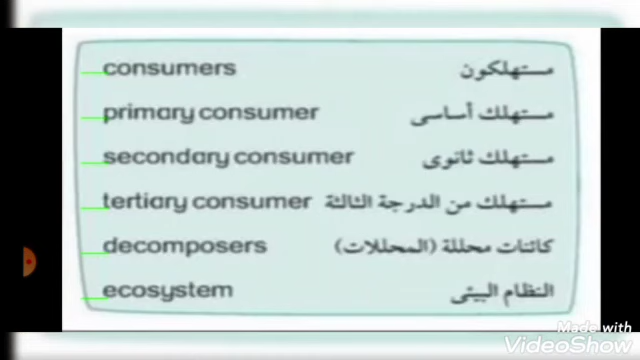 consumers مستهلكون
primary consumer مستهلك أساسى
secondary consumer مستهلك ثانوى
tertiary consumer مستهلك من الدرجة الثالثة
decomposers كائنات محللة (المحللات)
ecosystem النظام البيئى
Made with
VideoShow